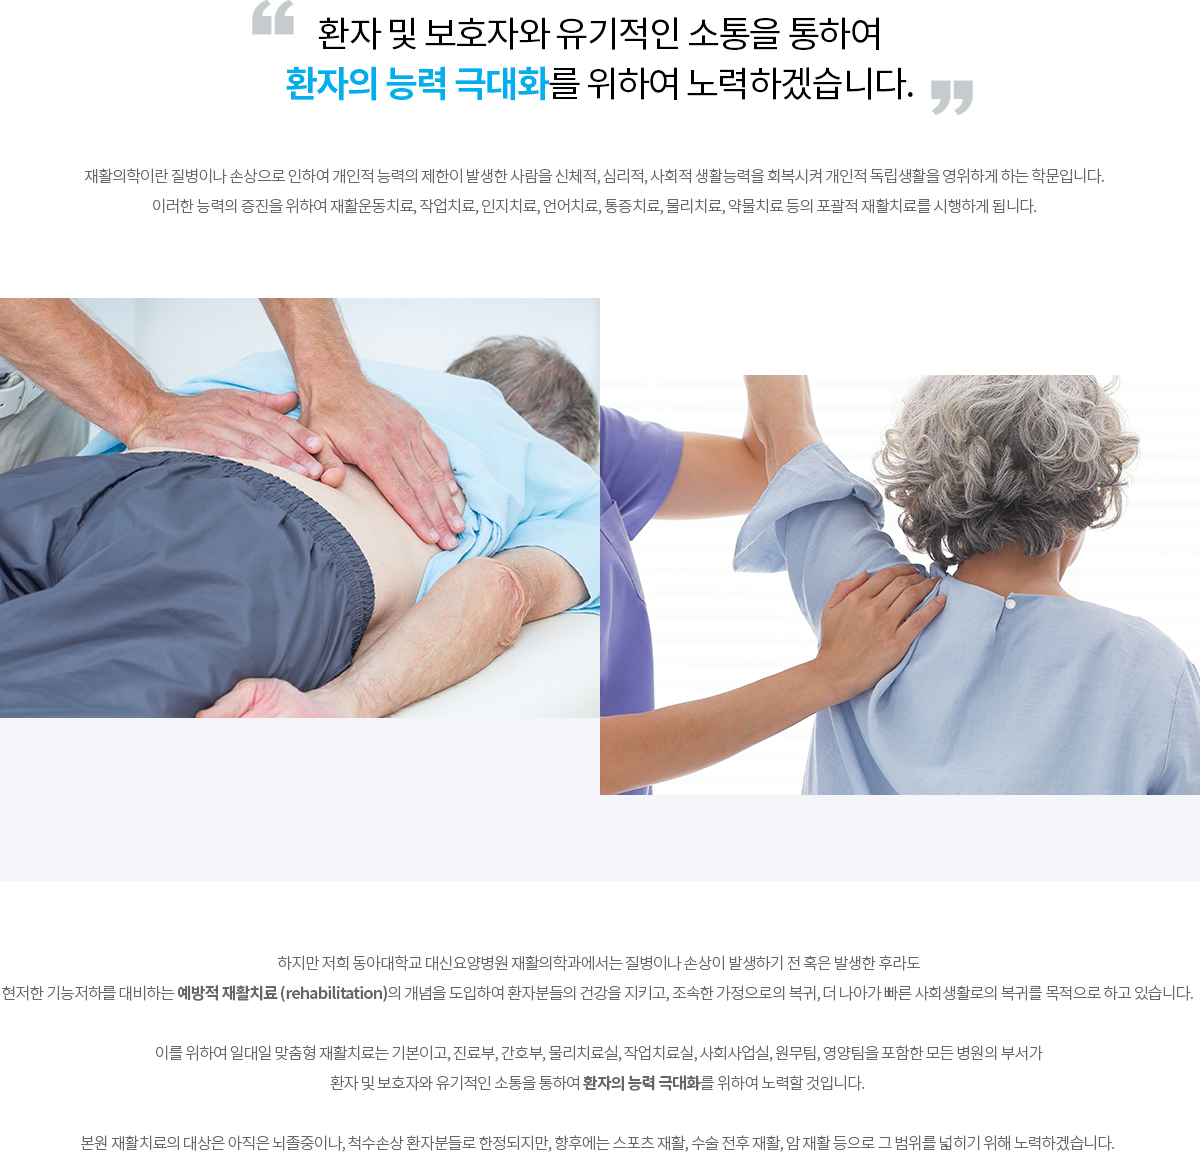 환자 및 보호자와 유기적인 소통을 통하여
환자의 능력 극대화를 위하여 노력하겠습니다.
재활의학이란 질병이나 손상으로 인하여 개인적 능력의 제한이 발생한 사람을 신체적, 심리적, 사회적 생활능력을 회복시켜 개인적 독립생활을 영위하게 하는 학문입니다.
이러한 능력의 증진을 위하여 재활운동치료, 작업치료, 인지치료, 언어치료, 통증치료, 물리치료, 약물치료 등의 포괄적 재활치료를 시행하게 됩니다.
하지만 저희 동아대학교 대신요양병원 재활의학과에서는 질병이나 손상이 발생하기 전 혹은 발생한 후라도
현저한 기능저하를 대비하는 예방적 재활치료 (rehabilitation)의 개념을 도입하여 환자분들의 건강을 지키고, 조속한 가정으로의 복귀, 더 나아가 빠른 사회생활로의 복귀를 목적으로 하고 있습니다.
이를 위하여 일대일 맞춤형 재활치료는 기본이고, 진료부, 간호부, 물리치료실, 작업치료실, 사회사업실, 원무팀, 영양팀을 포함한 모든 병원의 부서가
환자 및 보호자와 유기적인 소통을 통하여 환자의 능력 극대화를 위하여 노력할 것입니다.
본원 재활치료의 대상은 아직은 뇌졸중이나, 척수손상 환자분들로 한정되지만, 향후에는 스포츠 재활, 수술 전후 재활, 암 재활 등으로 그 범위를 넓히기 위해 노력하겠습니다.